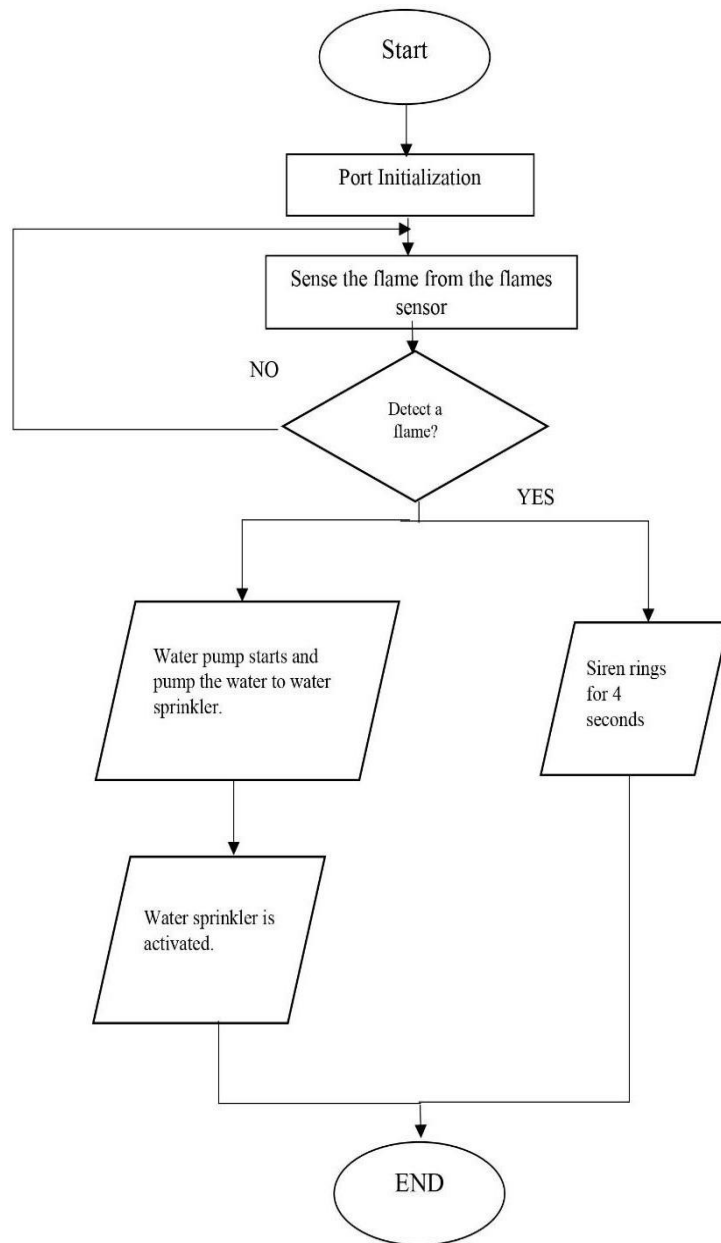 Start
Port Initialization
Sense the flame from the flames
sensor
NO
Detect a
flame?
YES
Water pump starts and
pump the water to water
sprinkler.
Siren rings
for 4
seconds
Water sprinkler is
activated.
END